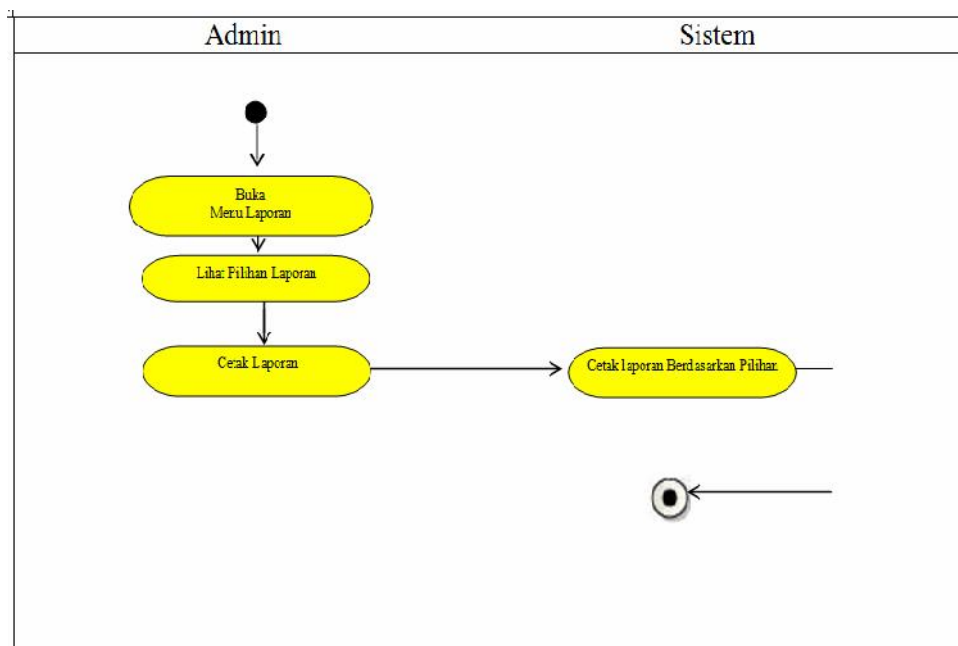 Admin
Sistem
Buka
Menu Laporan
Lihat Pilihan Laporan
Cetak Laporan
Cetak laporan Berdasarkan Pilihan